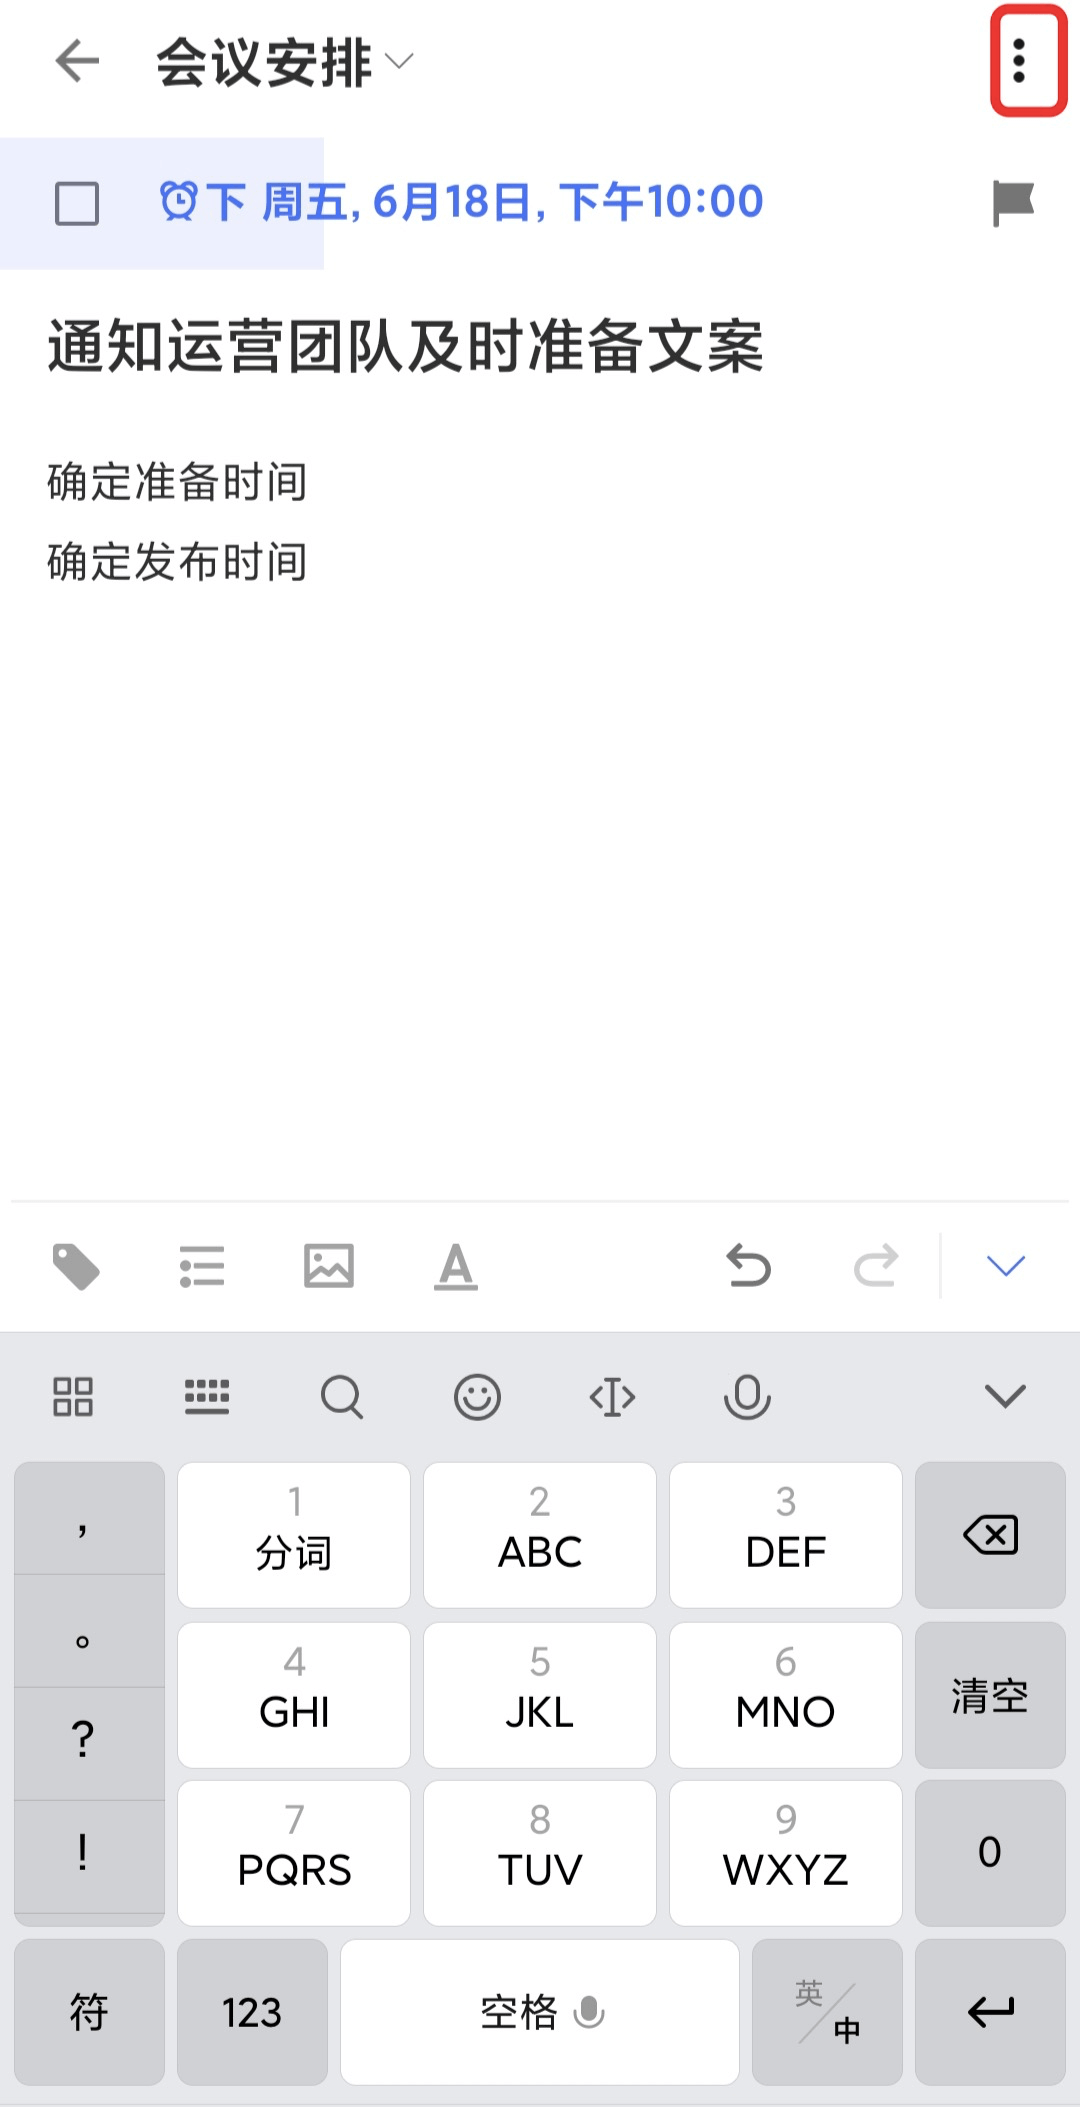 会议安排
下 周五, 6月18日, 下午10:00
通知运营团队及时准备文案
确定准备时间
确定发布时间
A
,
1
分词
2
ABC
3
DEF
。
4
GHI
5
JKL
6
MNO
清空
?
7
PQRS
8
TUV
9
WXYZ
0
!
符
123
空格
英/中